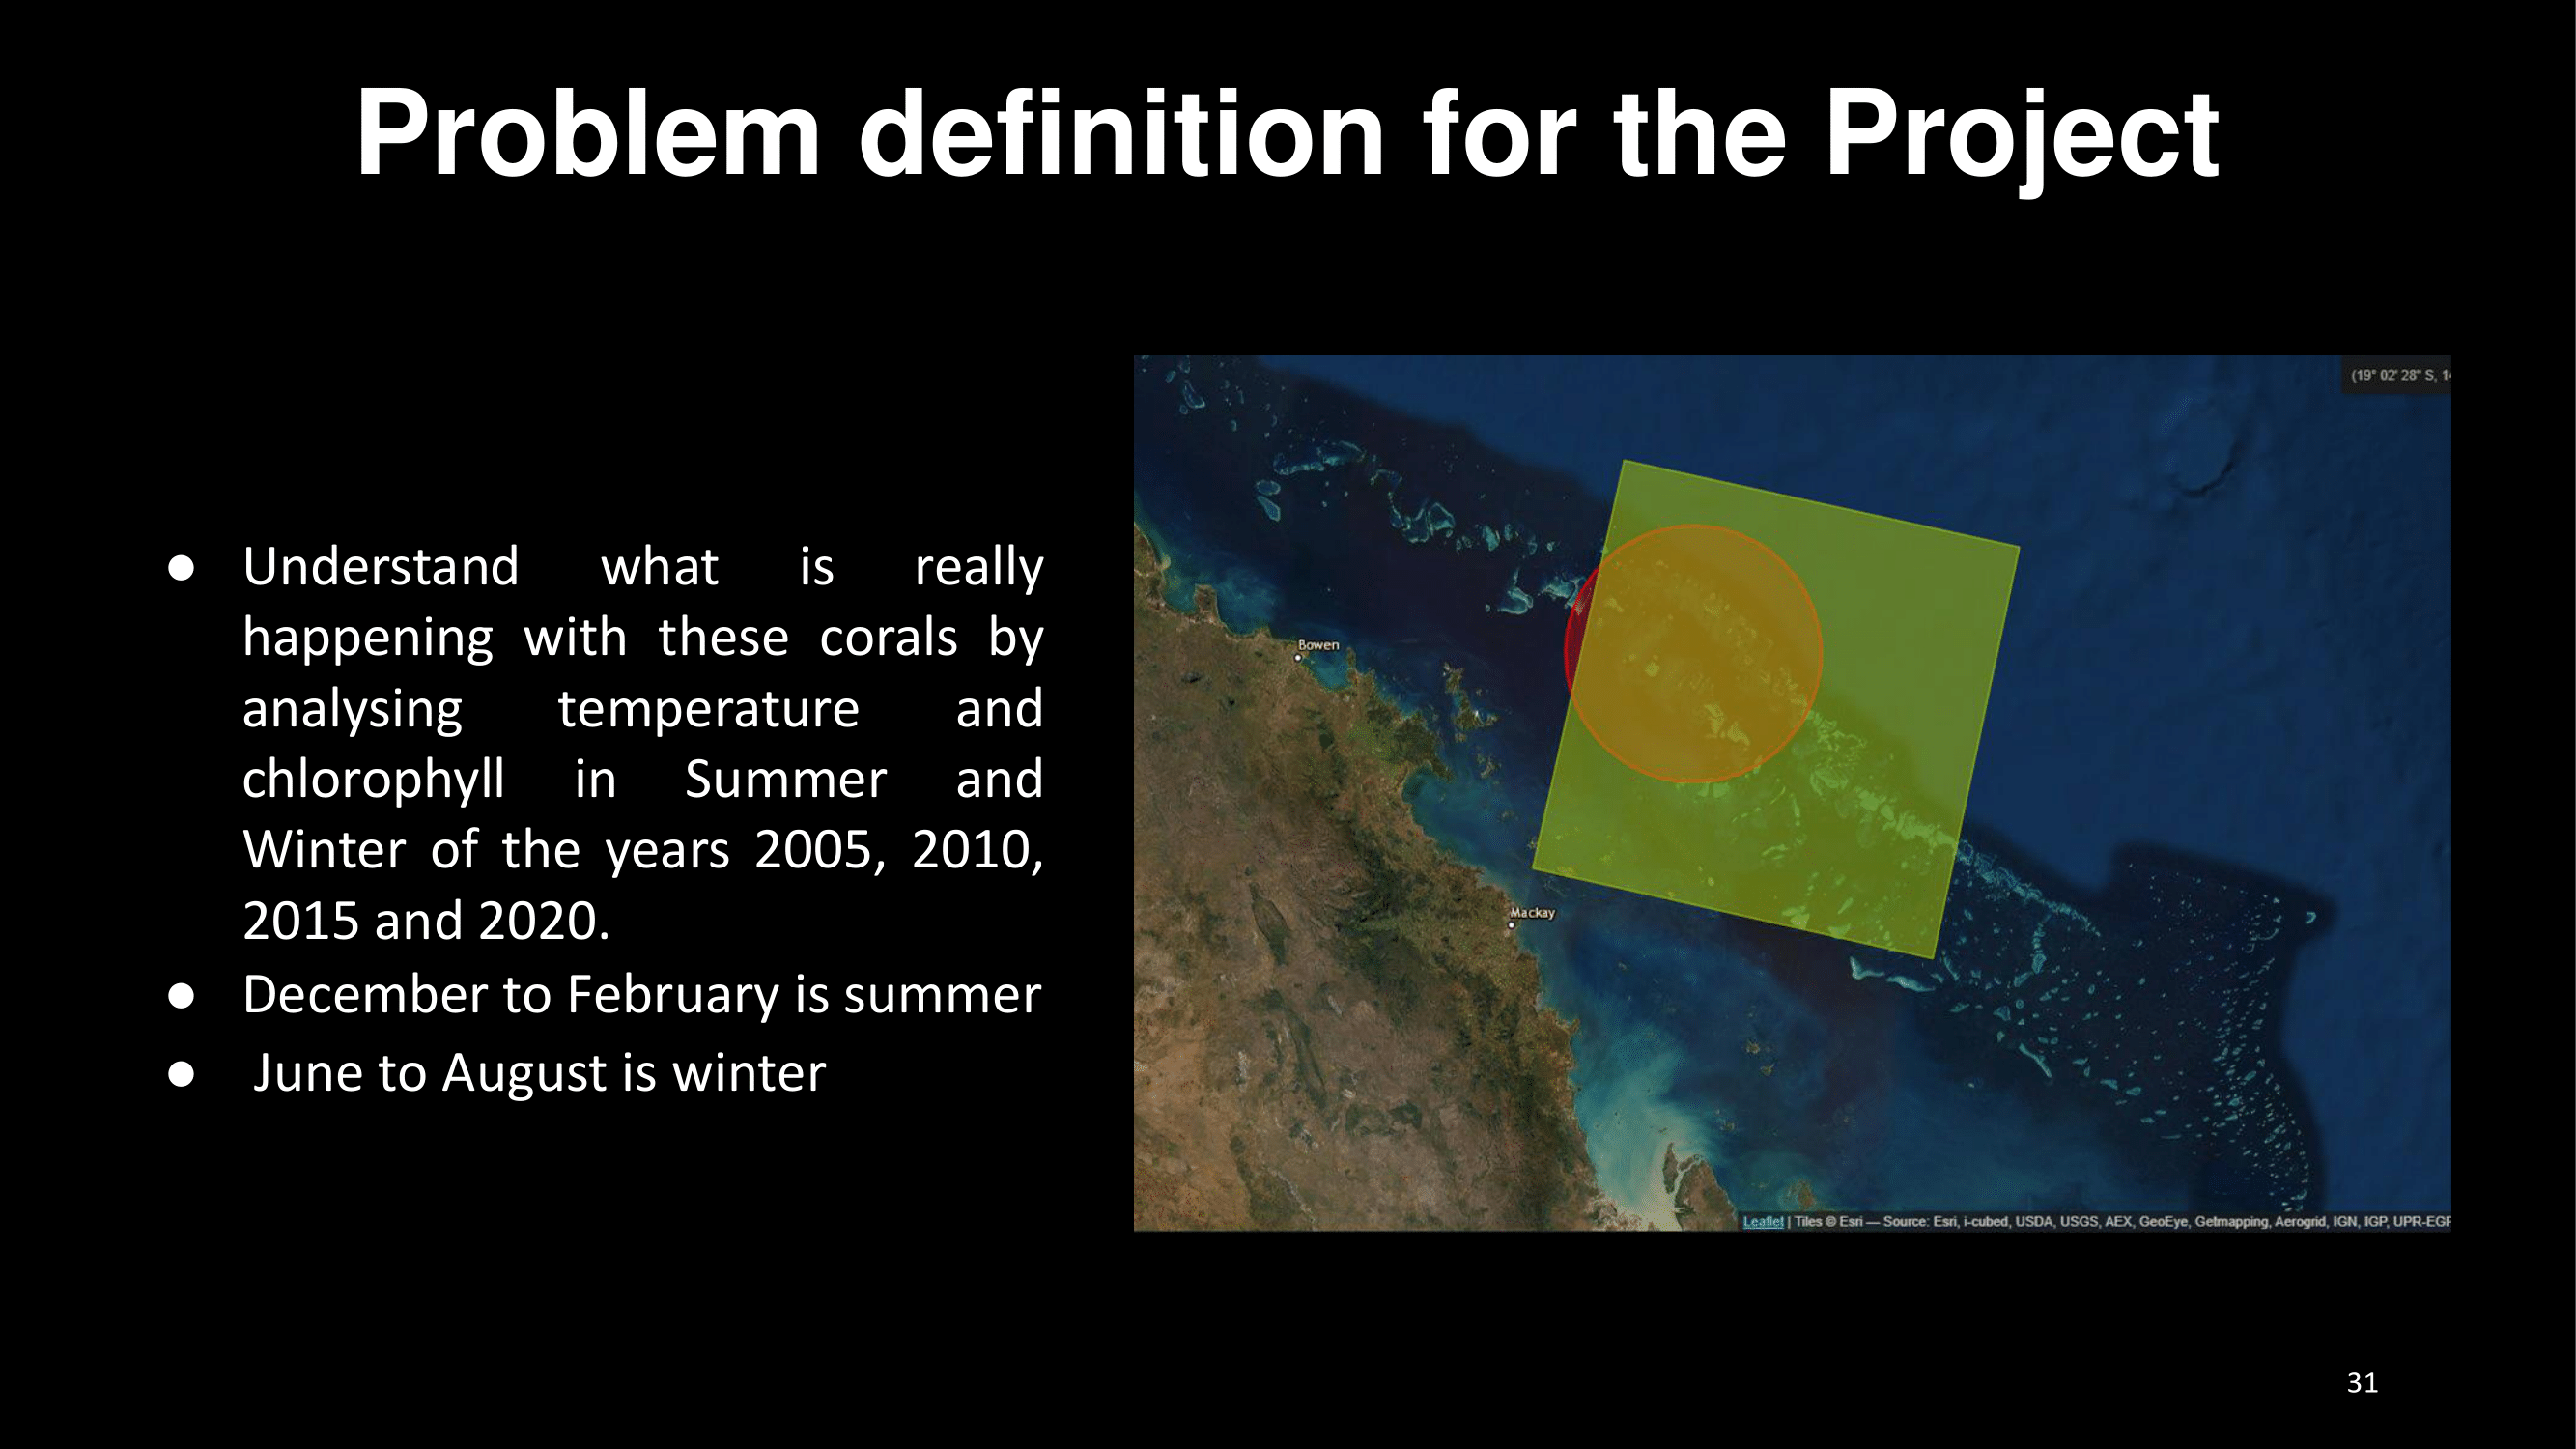 Problem definition for the Project
● Understand what is really
happening with these corals by
analysing temperature and
chlorophyll in Summer and
Winter of the years 2005, 2010,
2015 and 2020.
● December to February is summer
● June to August is winter
(19° 02' 28" S, 14
Bowen
Mackay
Leaflet | Tiles © Esri — Source: Esri, i-cubed, USDA, USGS, AEX, GeoEye, Getmapping, Aerogrid, IGN, IGP, UPR-EGP
31